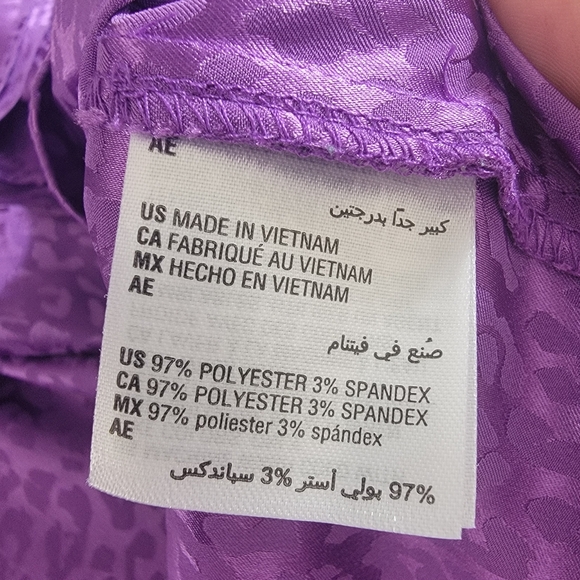 AE
كبير جدًا بدرجتين
US MADE IN VIETNAM
CA FABRIQUÉ AU VIETNAM
MX HECHO EN VIETNAM
AE
صُنع في فيتنام
US 97% POLYESTER 3% SPANDEX
CA 97% POLYESTER 3% SPANDEX
MX 97% poliester 3% spándex
AE
97% بولي أستر 3% سباندكس